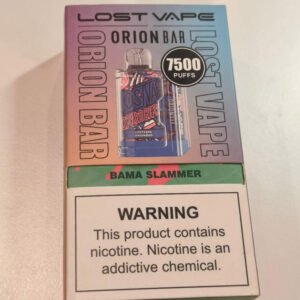 LOST VAPE
ORION BAR
ORION BAR
LOST VAPE
7500
PUFFS
BAMA SLAMMER
WARNING
This product contains
nicotine. Nicotine is an
addictive chemical.